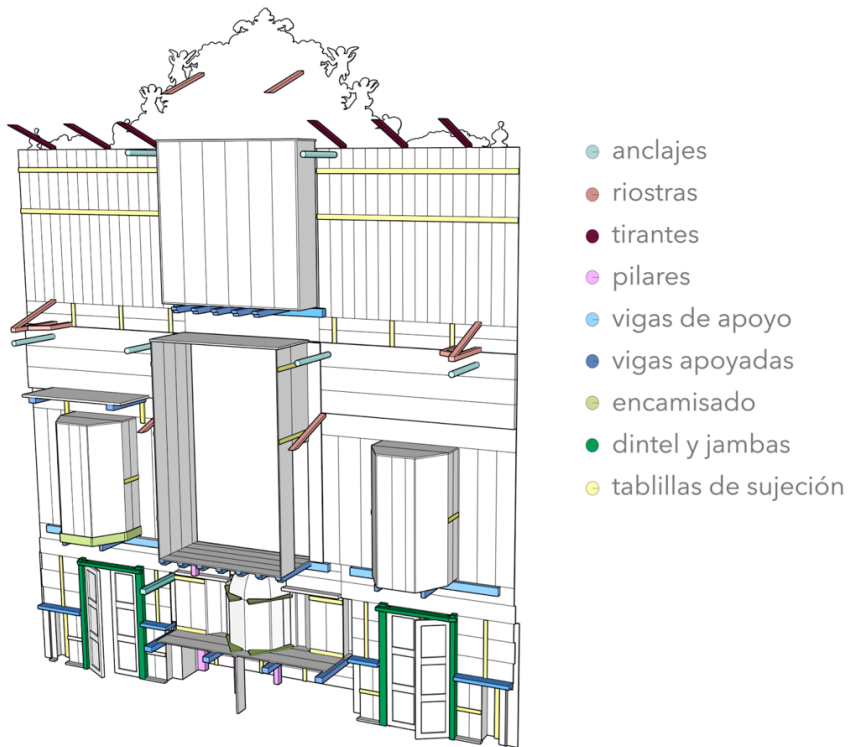 anclajes
riostras
tirantes
pilares
vigas de apoyo
vigas apoyadas
encamisado
dintel y jambas
tablillas de sujeción